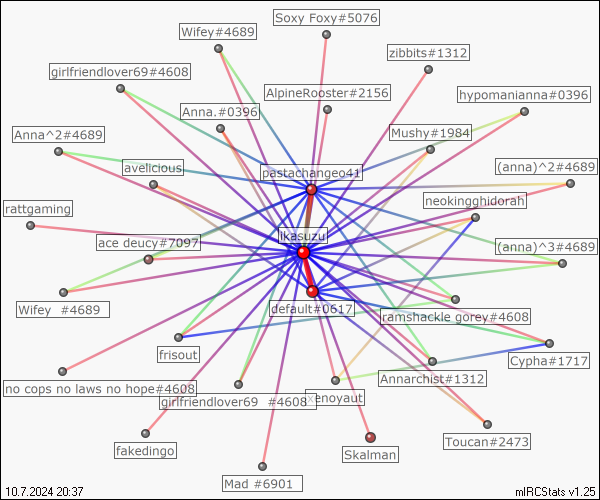 Soxy Foxy#5076
Wifey#4689
zibbits#1312
girlfriendlover69#4608
AlpineRooster#2156
hypomanianna#0396
Anna.#0396
Mushy#1984
Anna^2#4689
avelicious
pastachangeo41
(anna)^2#4689
neokingghidorah
rattgaming
ikasuzu
ace deucy#7097
(anna)^3#4689
Wifey #4689
default#0617
ramshackle gorey#4608
frisout
Cypha#1717
Annarchist#1312
no cops no laws no hope#4608
girlfriendlover69 #4608
xenoyaut
Toucan#2473
fakedingo
Skalman
Mad #6901
10.7.2024 20:37
mIRCStats v1.25